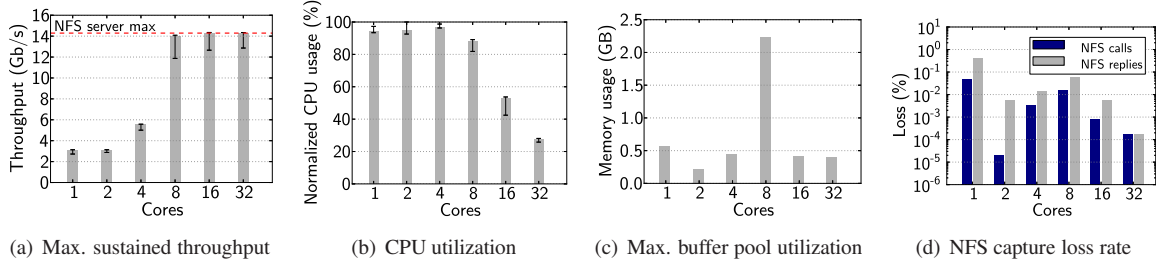 16
14
12
10
8
6
4
2
0
Throughput (Gb/s)
NFS server max
1 2 4 8 16 32
Cores
(a) Max. sustained throughput
100
80
60
40
20
0
Normalized CPU usage (%)
1 2 4 8 16 32
Cores
(b) CPU utilization
2.5
2.0
1.5
1.0
0.5
0.0
Memory usage (GB)
1 2 4 8 16 32
Cores
(c) Max. buffer pool utilization
10^1
10^0
10^-1
10^-2
10^-3
10^-4
10^-5
10^-6
Loss (%)
NFS calls
NFS replies
1 2 4 8 16 32
Cores
(d) NFS capture loss rate